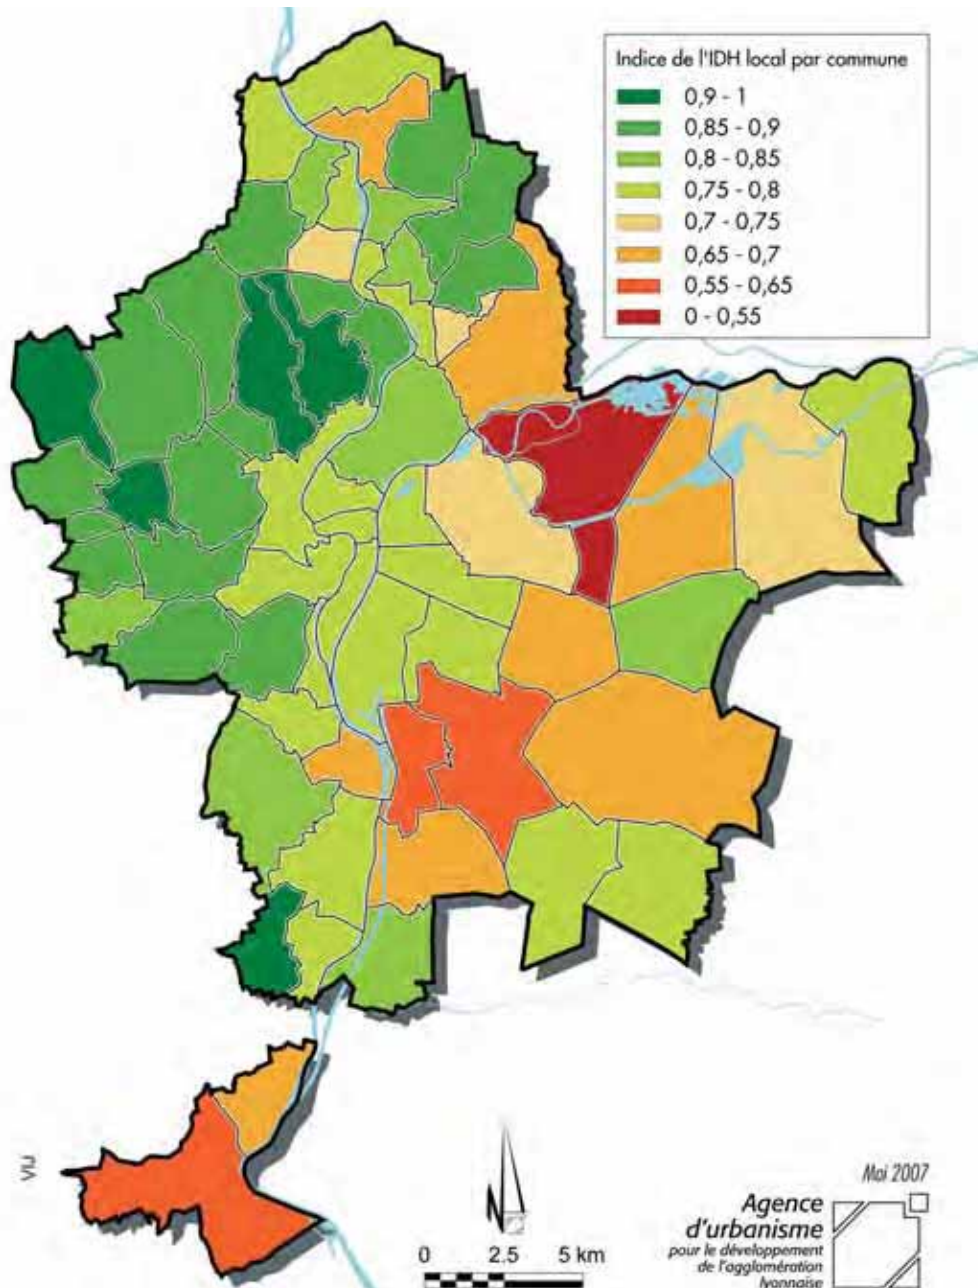 Indice de l'IDH local par commune
0,9 - 1
0,85 - 0,9
0,8 - 0,85
0,75 - 0,8
0,7 - 0,75
0,65 - 0,7
0,55 - 0,65
0 - 0,55
VIJ
N
0 2.5 5 km
Mai 2007
Agence
d'urbanisme
pour le développement
de l'agglomération
lyonnaise